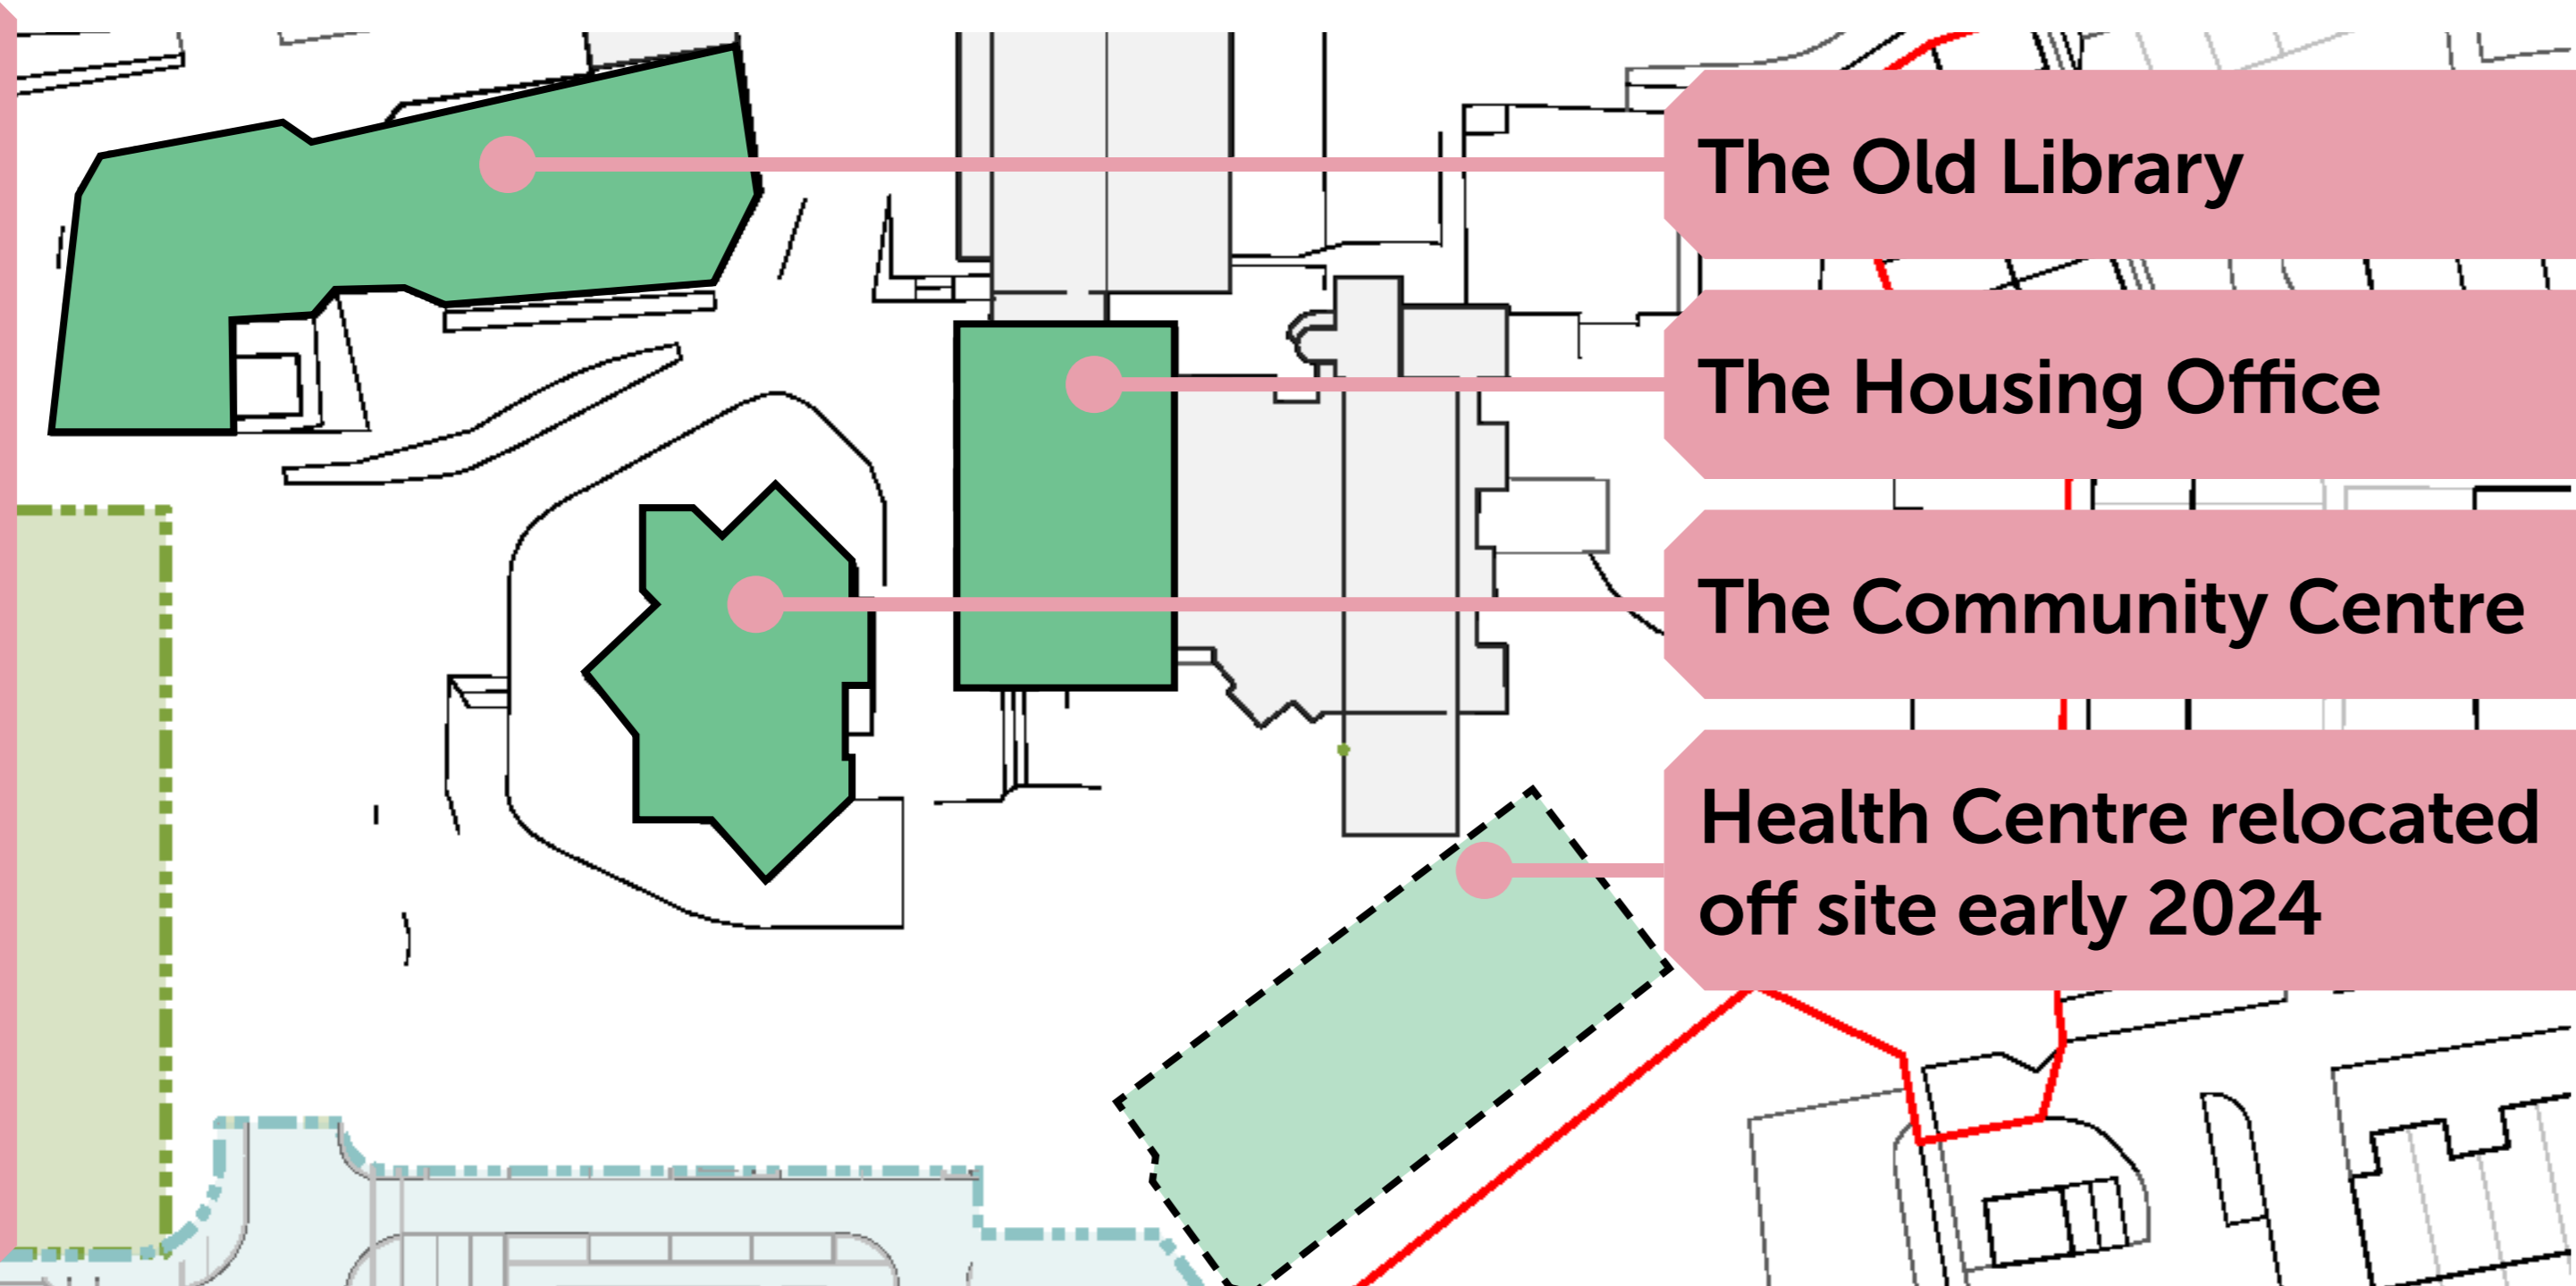 The Old Library
The Housing Office
The Community Centre
Health Centre relocated
off site early 2024